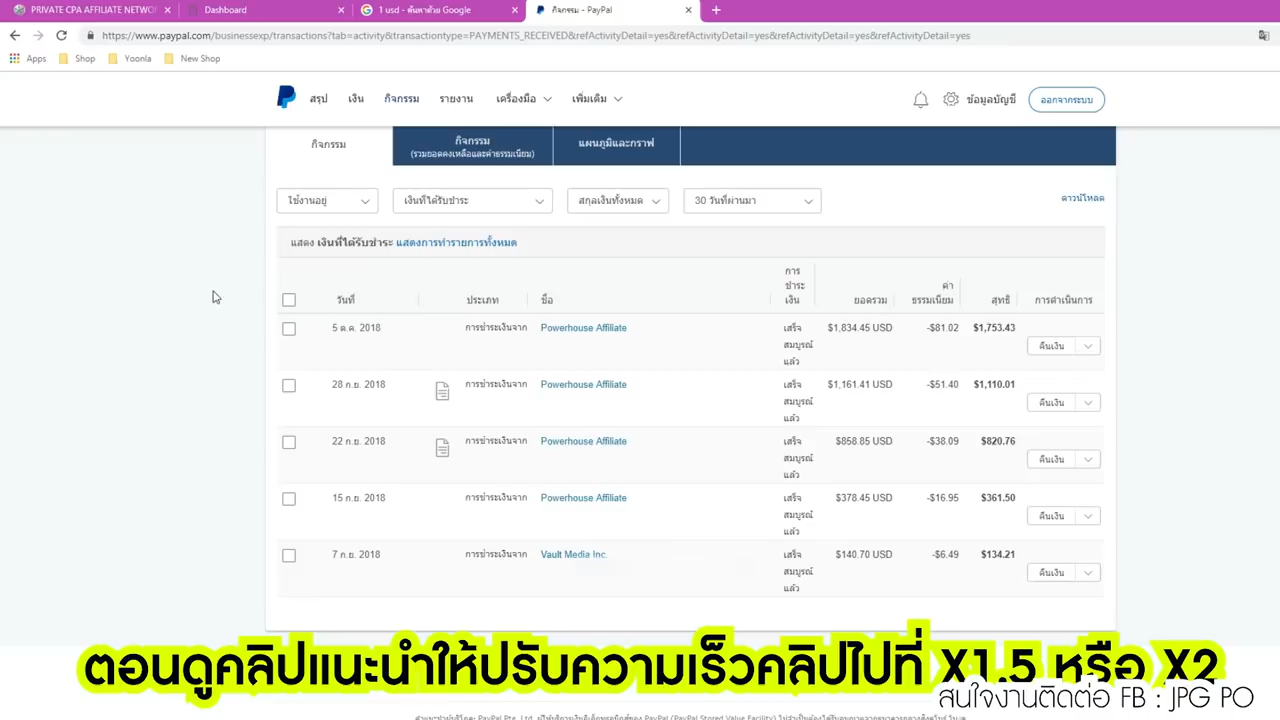 PRIVATE CPA AFFILIATE NETWOR
Dashboard
1 usd - ค้นหาด้วย Google
กิจกรรม - PayPal
https://www.paypal.com/businessexp/transactions?tab=activity&transactiontype=PAYMENTS_RECEIVED&refActivityDetail=yes&refActivityDetail=yes&refActivityDetail=yes
Apps Shop Yoonla New Shop
สรุป เงิน กิจกรรม รายงาน เครื่องมือ เพิ่มเติม ข้อมูลบัญชี ออกจากระบบ
กิจกรรม
กิจกรรม
(รวมยอดคงเหลือและค่าธรรมเนียม)
แผนภูมิและกราฟ
ใช้งานอยู่ เงินที่ได้รับชำระ สกุลเงินทั้งหมด 30 วันที่ผ่านมา ดาวน์โหลด
แสดง เงินที่ได้รับชำระ แสดงการทำรายการทั้งหมด
วันที่ ประเภท ชื่อ การ
ชำระ
เงิน ยอดรวม ค่า
ธรรมเนียม สุทธิ การดำเนินการ
5 ต.ค. 2018 การชำระเงินจาก Powerhouse Affiliate เสร็จ $1,834.45 USD -$81.02 $1,753.43
สมบูรณ์ คืนเงิน
แล้ว
28 ก.ย. 2018 การชำระเงินจาก Powerhouse Affiliate เสร็จ $1,161.41 USD -$51.40 $1,110.01
สมบูรณ์ คืนเงิน
แล้ว
22 ก.ย. 2018 การชำระเงินจาก Powerhouse Affiliate เสร็จ $858.85 USD -$38.09 $820.76
สมบูรณ์ คืนเงิน
แล้ว
15 ก.ย. 2018 การชำระเงินจาก Powerhouse Affiliate เสร็จ $378.45 USD -$16.95 $361.50
สมบูรณ์ คืนเงิน
แล้ว
7 ก.ย. 2018 การชำระเงินจาก Vault Media Inc. เสร็จ $140.70 USD -$6.49 $134.21
สมบูรณ์ คืนเงิน
แล้ว
ตอนดูคลิปแนะนำให้ปรับความเร็วคลิปไปที่ X1.5 หรือ X2
สนใจงานติดต่อ FB : JPG PO